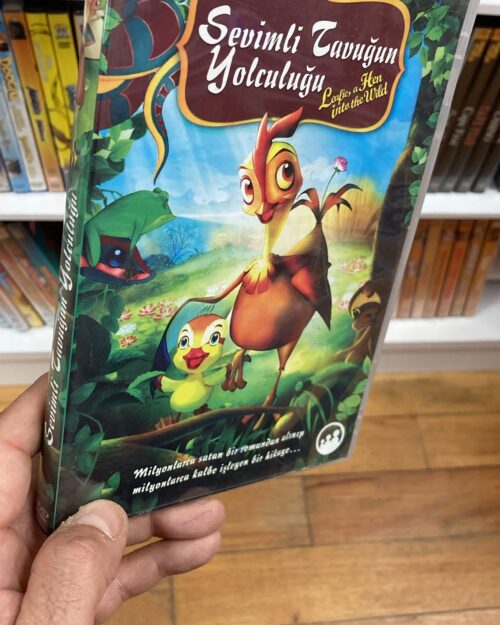 Sevimli Tavuğun
Yolculuğu
Leafie, a Hen
into the Wild
Sevimli Tavuğun Yolculuğu
Milyonlarca satan bir romandan alınıp
milyonlarca kalbe işleyen bir hikaye...